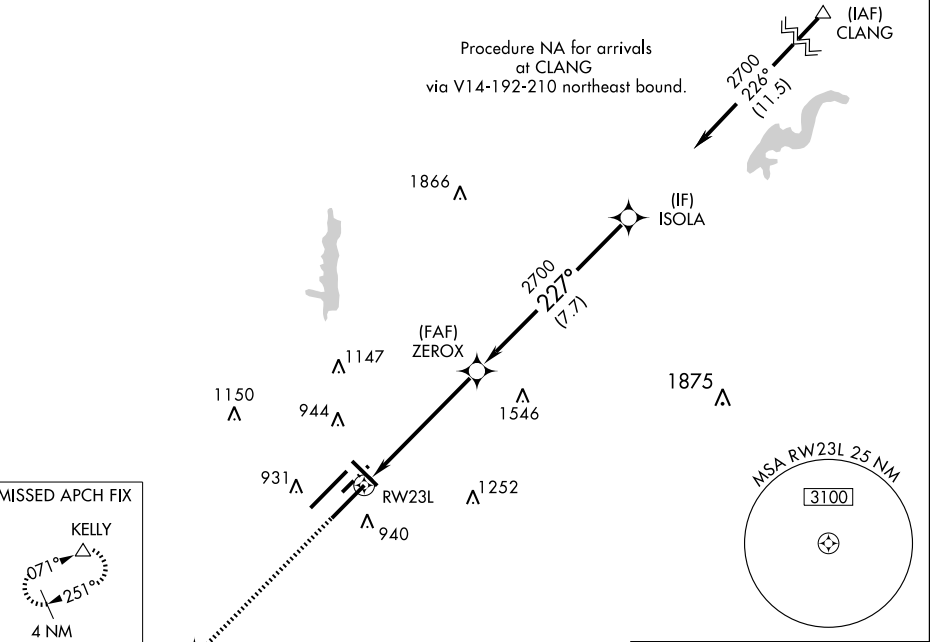 (IAF)
CLANG
Procedure NA for arrivals
at CLANG
via V14-192-210 northeast bound.
2700
226°
(11.5)
1866
(IF)
ISOLA
2700
227°
(7.7)
(FAF)
ZEROX
1147
1150
944
1546
1875
931
RW23L
1252
940
MISSED APCH FIX
KELLY
071°
251°
4 NM
MSA RW23L 25 NM
3100